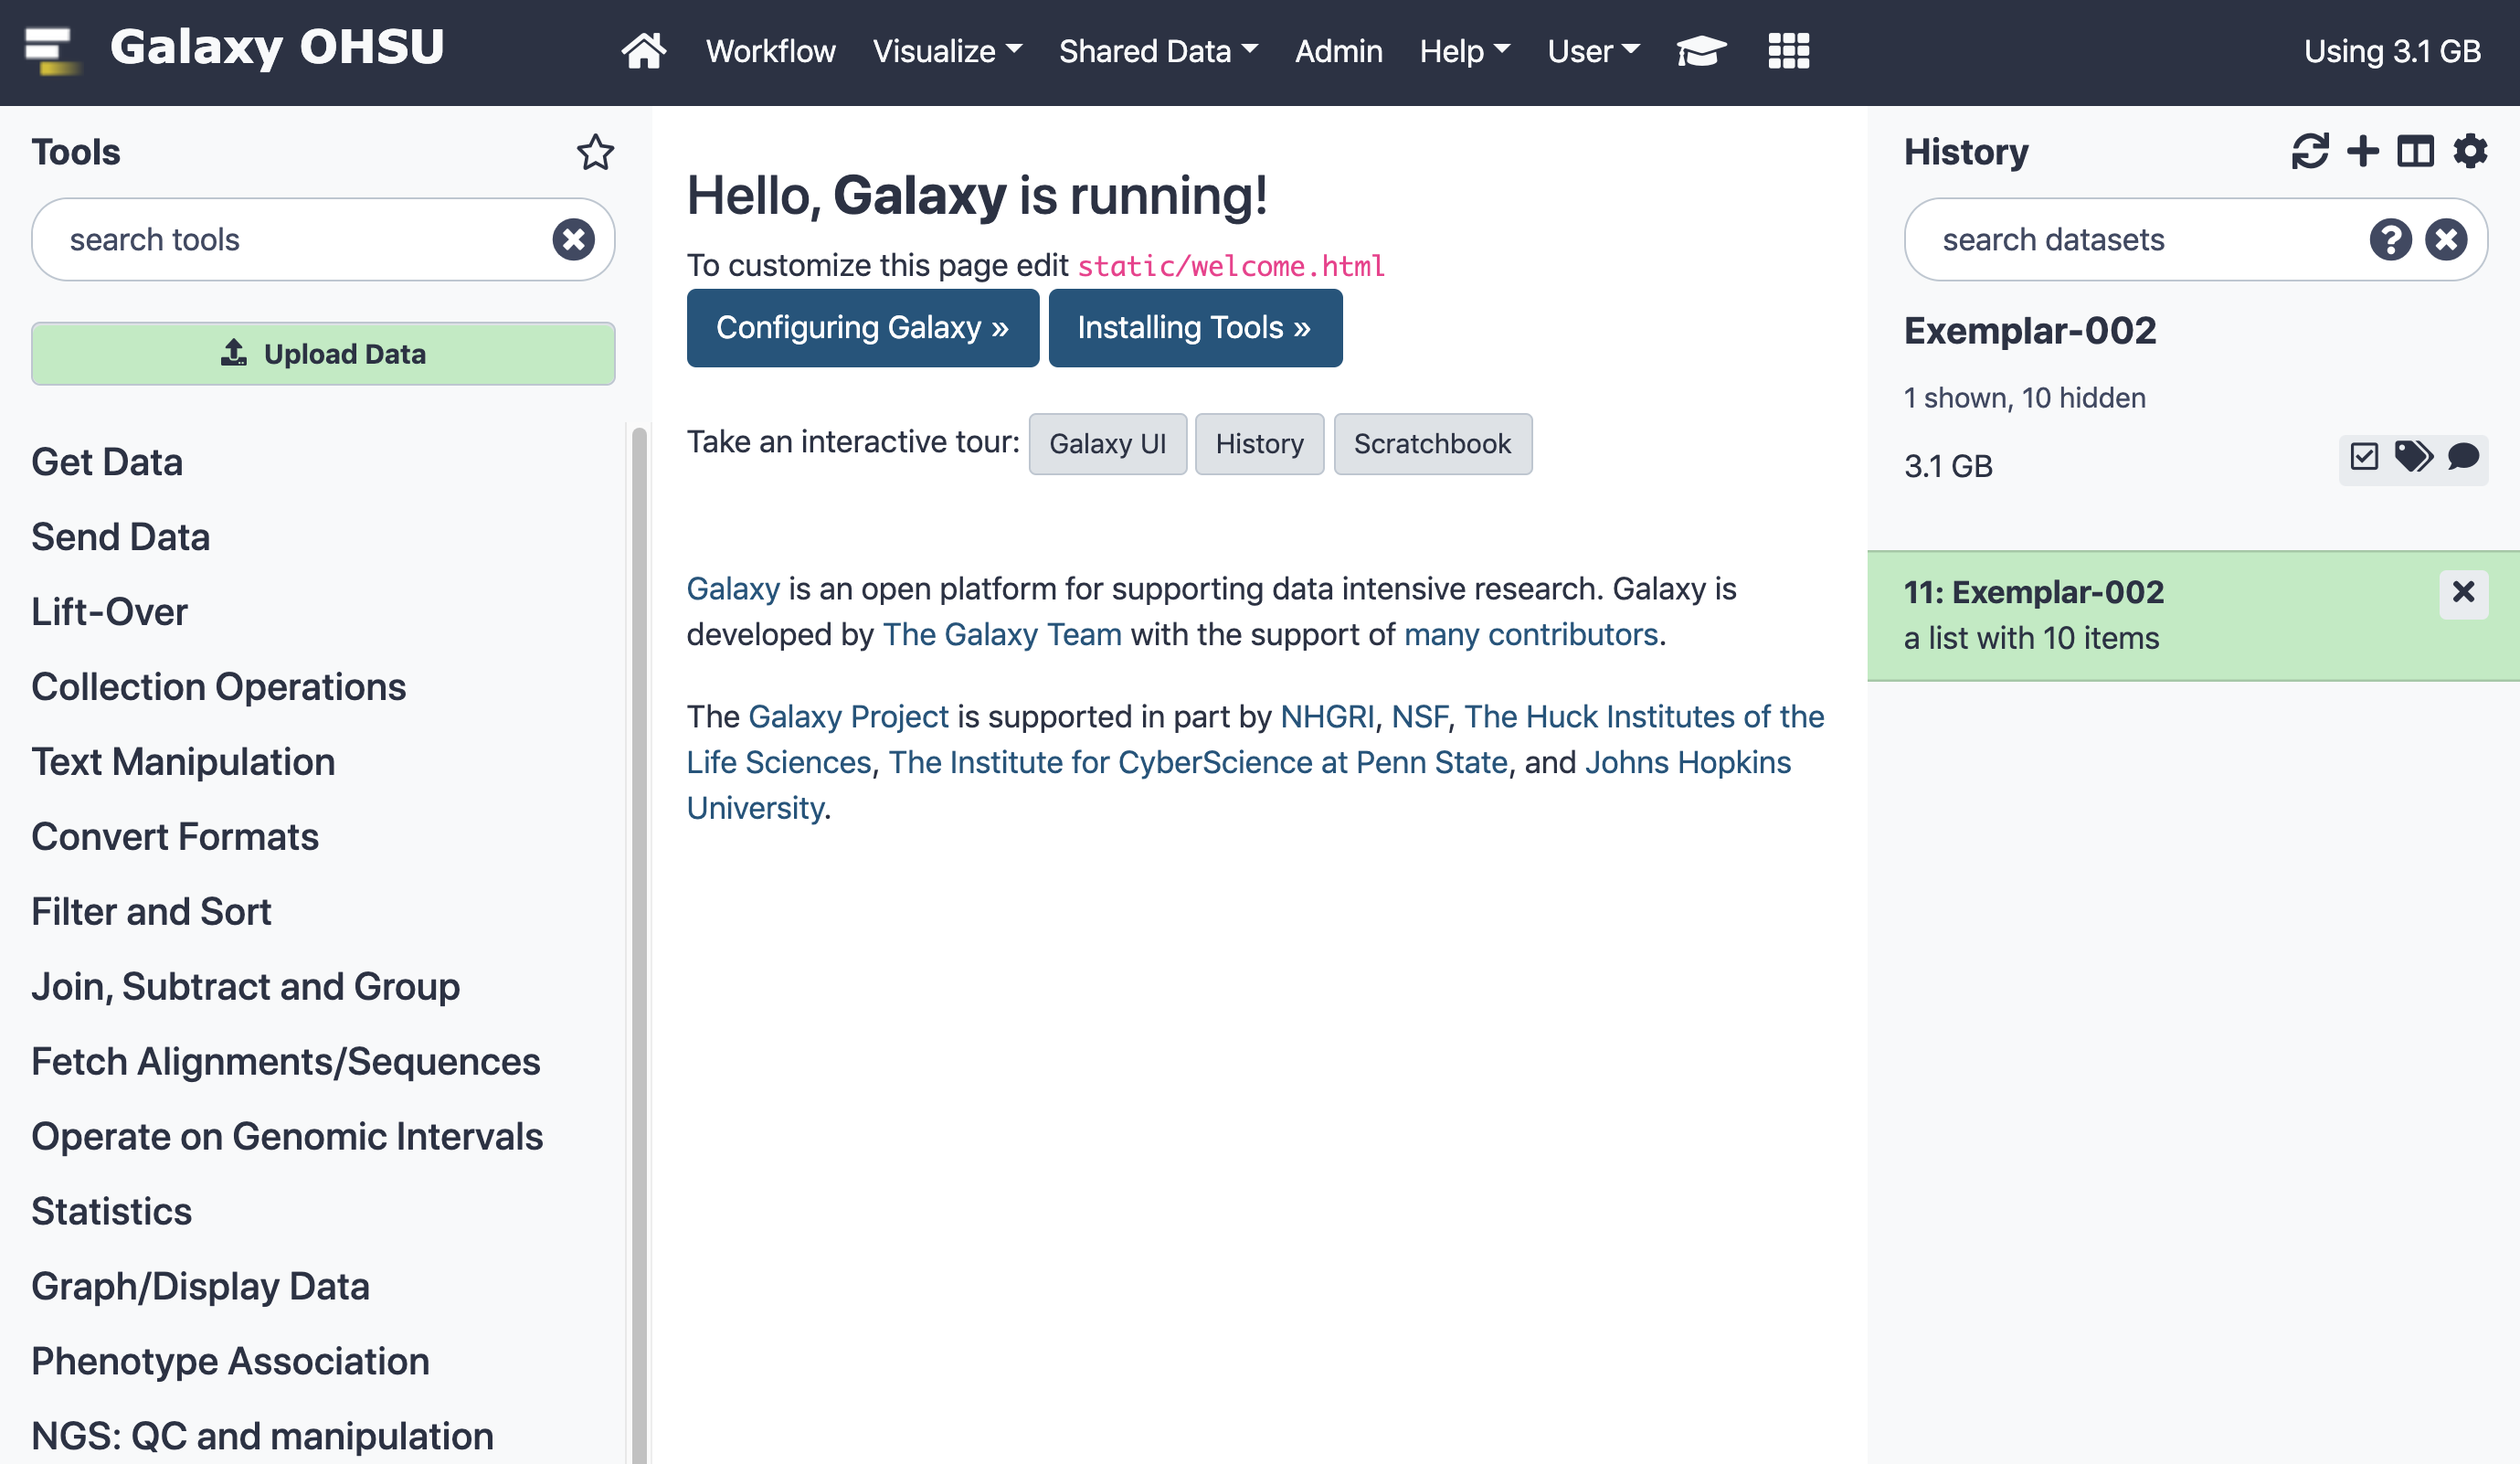 Galaxy OHSU
Workflow Visualize Shared Data Admin Help User
Using 3.1 GB
Tools
search tools
Upload Data
Get Data
Send Data
Lift-Over
Collection Operations
Text Manipulation
Convert Formats
Filter and Sort
Join, Subtract and Group
Fetch Alignments/Sequences
Operate on Genomic Intervals
Statistics
Graph/Display Data
Phenotype Association
NGS: QC and manipulation
Hello, Galaxy is running!
To customize this page edit static/welcome.html
Configuring Galaxy » Installing Tools »
Take an interactive tour: Galaxy UI History Scratchbook
Galaxy is an open platform for supporting data intensive research. Galaxy is
developed by The Galaxy Team with the support of many contributors.
The Galaxy Project is supported in part by NHGRI, NSF, The Huck Institutes of the
Life Sciences, The Institute for CyberScience at Penn State, and Johns Hopkins
University.
History
search datasets
Exemplar-002
1 shown, 10 hidden
3.1 GB
11: Exemplar-002
a list with 10 items